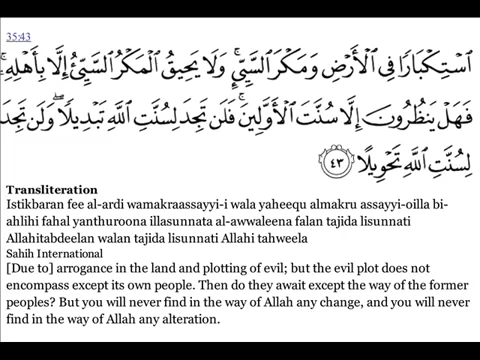 35:43
ٱسْتِكْبَارًا فِى ٱلْأَرْضِ وَمَكْرَ ٱلسَّيِّئِ ۚ وَلَا يَحِيقُ ٱلْمَكْرُ ٱلسَّيِّئُ إِلَّا بِأَهْلِهِۦ ۚ
فَهَلْ يَنظُرُونَ إِلَّا سُنَّتَ ٱلْأَوَّلِينَ ۚ فَلَن تَجِدَ لِسُنَّتِ ٱللَّهِ تَبْدِيلًا ۖ وَلَن تَجِدَ
لِسُنَّتِ ٱللَّهِ تَحْوِيلًا ٤٣
Transliteration
Istikbaran fee al-ardi wamakraassayyi-i wala yaheequ almakru assayyi-oilla bi-
ahlihi fahal yanthuroona illasunnata al-awwaleena falan tajida lisunnati
Allahitabdeelan walan tajida lisunnati Allahi tahweela
Sahih International
[Due to] arrogance in the land and plotting of evil; but the evil plot does not
encompass except its own people. Then do they await except the way of the former
peoples? But you will never find in the way of Allah any change, and you will never
find in the way of Allah any alteration.